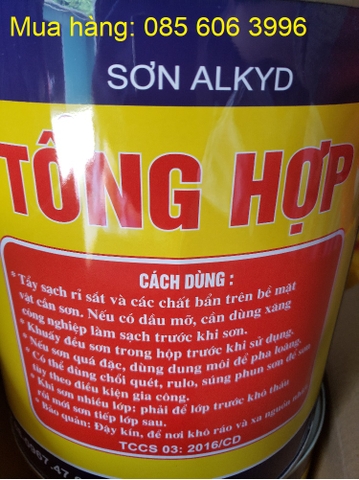 Mua hàng: 085 606 3996
SƠN ALKYD
TỔNG HỢP
CÁCH DÙNG :
* Tẩy sạch rỉ sắt và các chất bẩn trên bề mặt
vật cần sơn. Nếu có dầu mỡ, cần dùng xăng
công nghiệp làm sạch trước khi sơn.
* Khuấy đều sơn trong hộp trước khi sử dụng.
* Nếu sơn quá đặc, dùng dung môi để pha loãng.
* Có thể dùng chổi quét, rulo, súng phun sơn để sơn
tùy theo điều kiện gia công.
* Khi sơn nhiều lớp: phải để lớp trước khô thấu
rồi mới sơn tiếp lớp sau.
* Bảo quản: Đậy kín, để nơi khô ráo và xa nguồn nhiệt
TCCS 03: 2016/CD